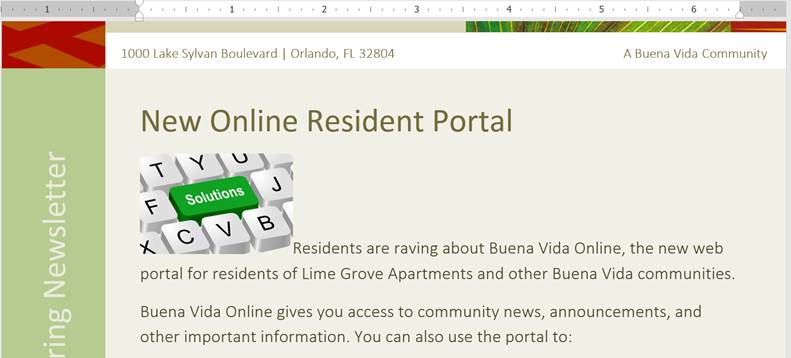 1 1 2 3 4 5 6
1000 Lake Sylvan Boulevard | Orlando, FL 32804
A Buena Vida Community
New Online Resident Portal
T Y U
Solutions J
F
X C V B
Residents are raving about Buena Vida Online, the new web
portal for residents of Lime Grove Apartments and other Buena Vida communities.
Buena Vida Online gives you access to community news, announcements, and
other important information. You can also use the portal to:
ring Newsletter